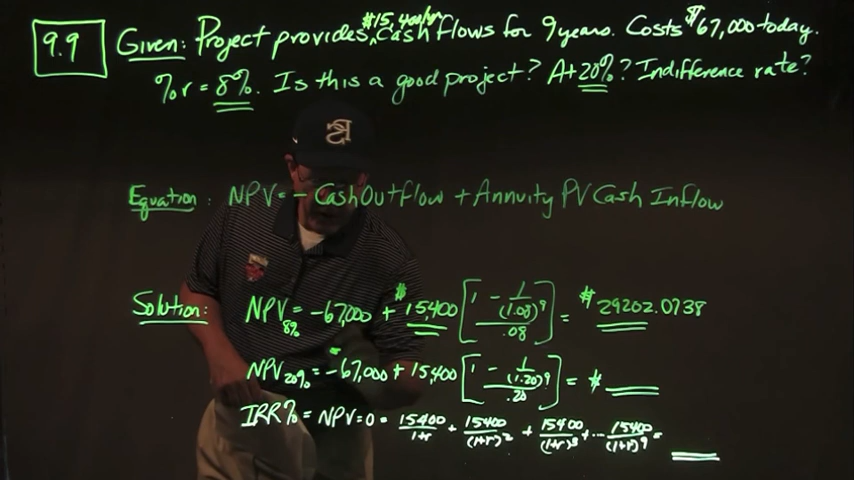 9.9 Given: Project provides $15,400/yr Cash flows for 9 years. Costs $67,000 today.
%r = 8%. Is this a good project? At 20%? Indifference rate?
Equation: NPV = - Cash Outflow + Annuity PV Cash Inflow
Solution: NPV8% = -67,000 + $15400 [1 - 1/(1.08)^9 / .08] = $29202.0738
NPV20% = -67,000 + 15,400 [1 - 1/(1.20)^9 / .20] = $ ____
IRR% = NPV=0 = 15400/1+r + 15400/(1+r)^2 + 15400/(1+r)^3 + ... 15400/(1+r)^9 = ____